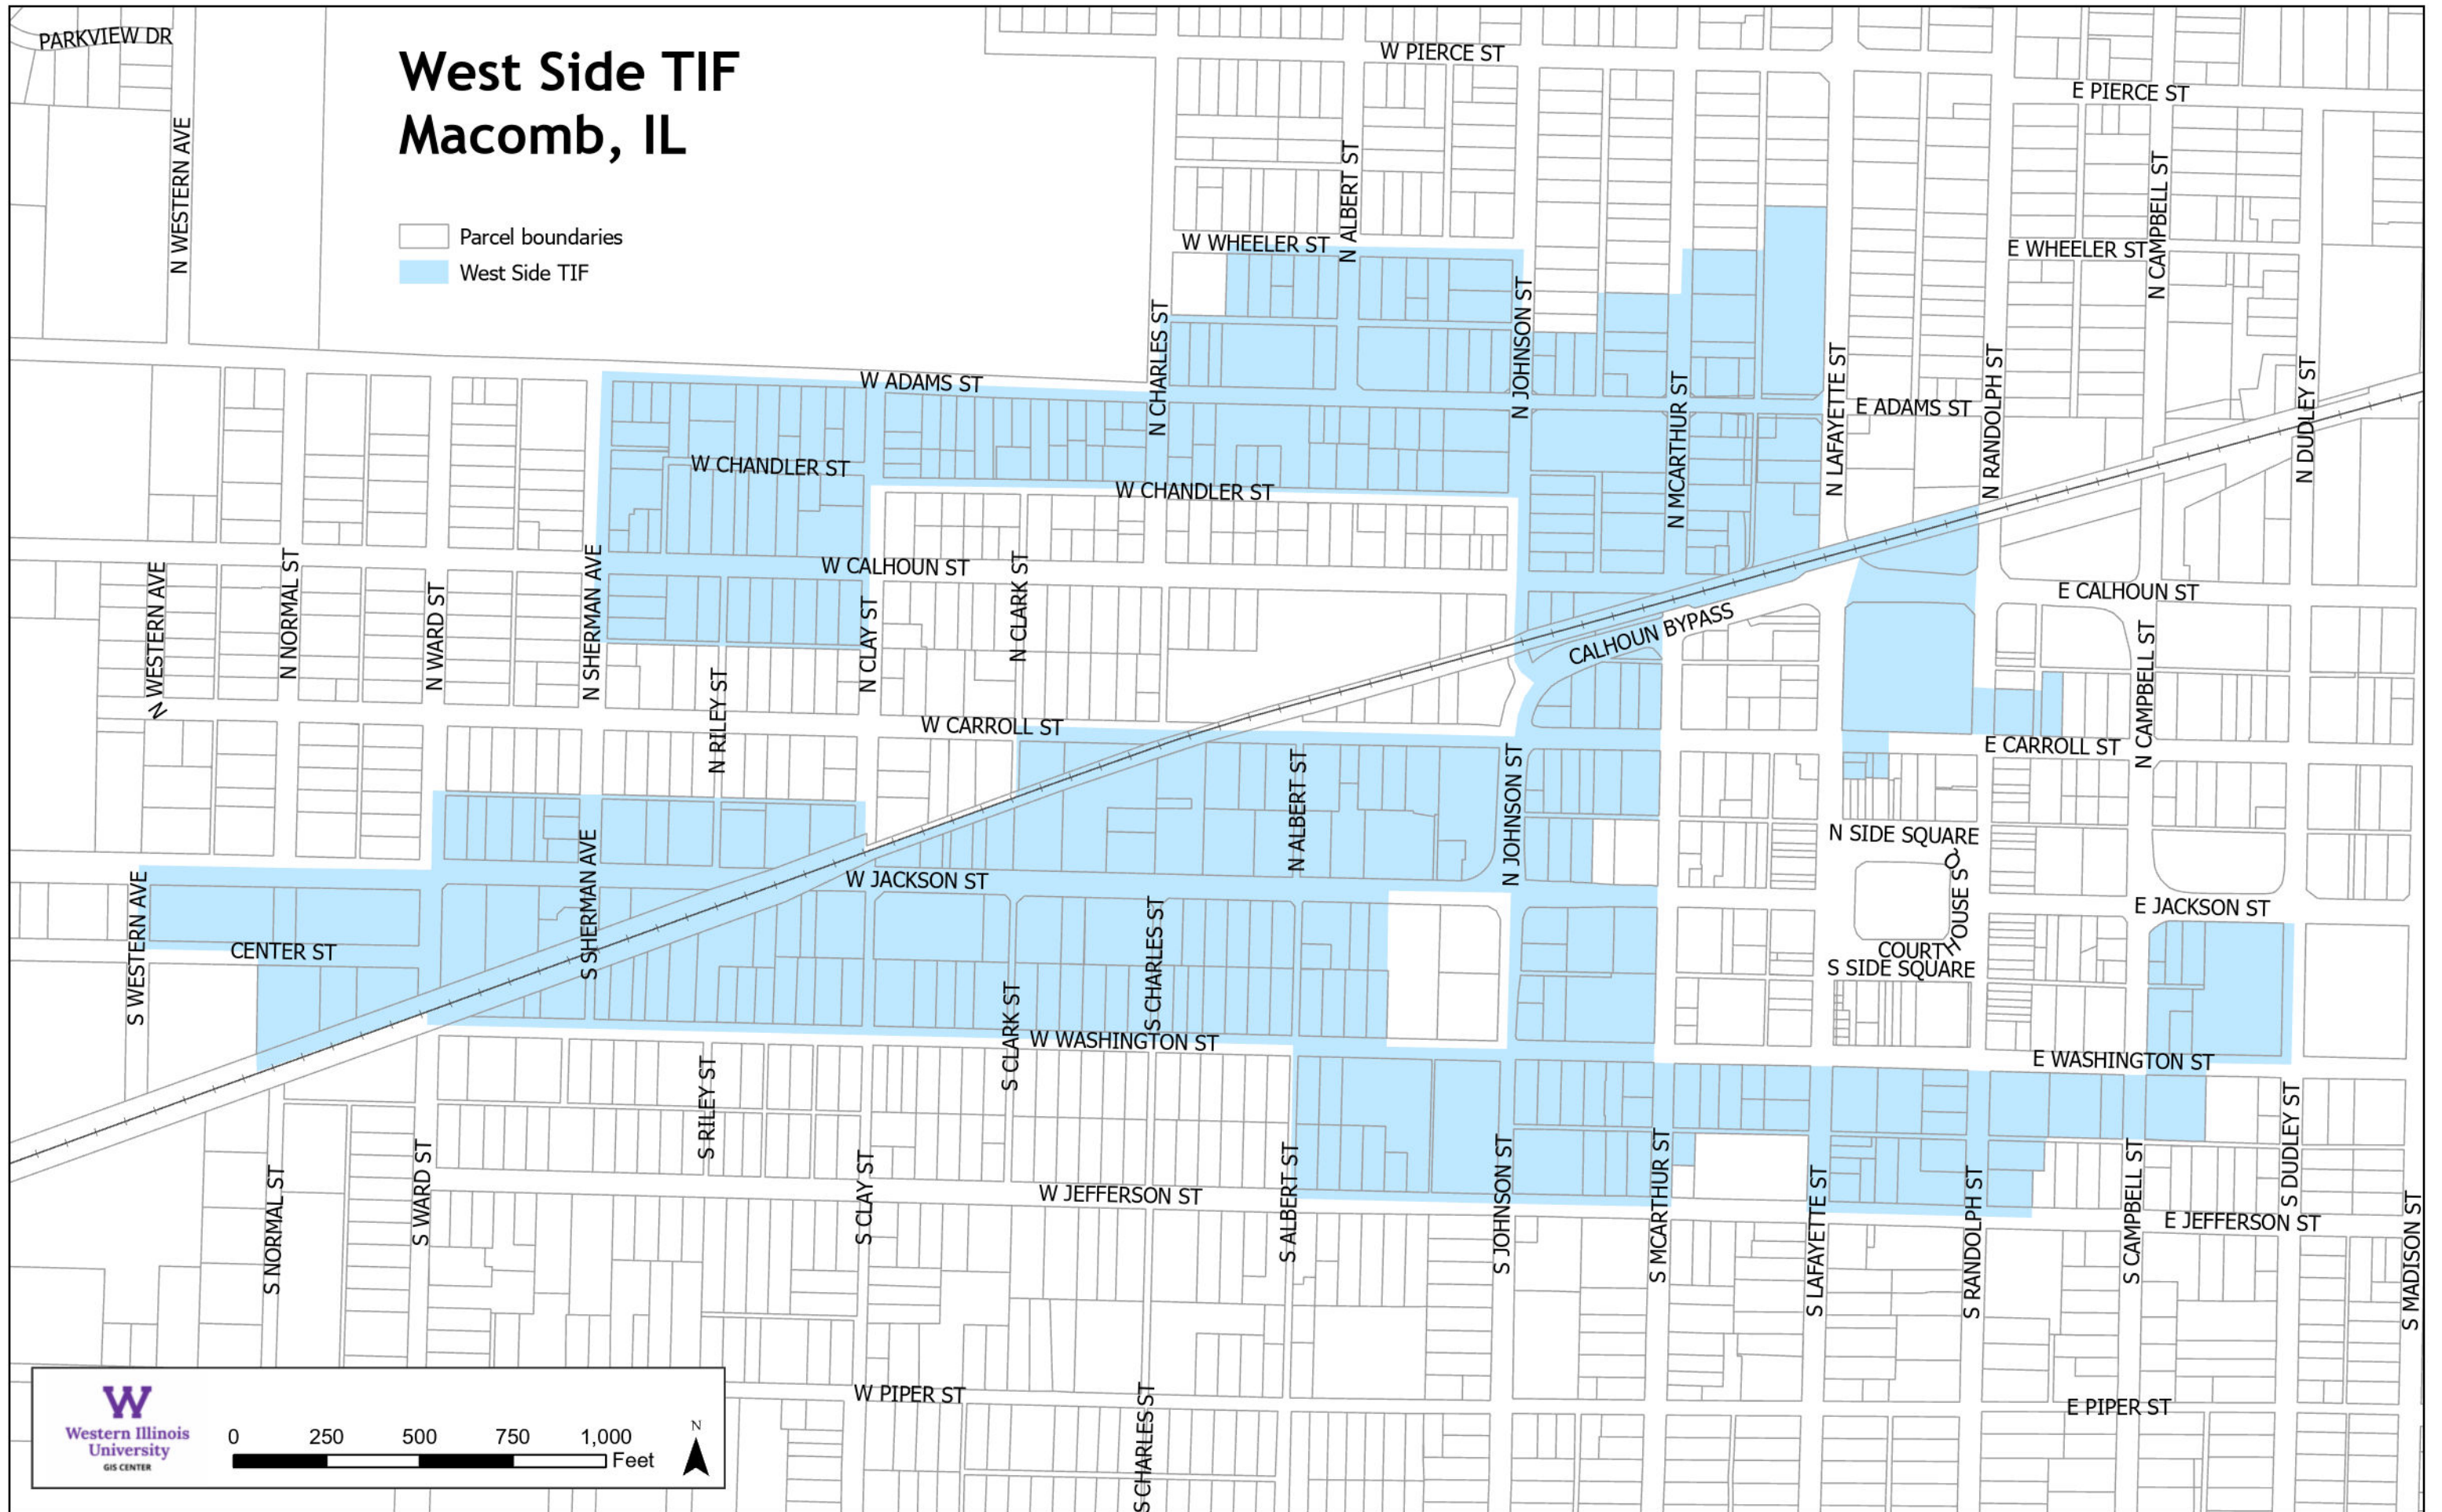 West Side TIF
Macomb, IL
Parcel boundaries
West Side TIF
PARKVIEW DR
W PIERCE ST
E PIERCE ST
N WESTERN AVE
N ALBERT ST
N CAMPBELL ST
W WHEELER ST
E WHEELER ST
N CHARLES ST
N JOHNSON ST
N MCARTHUR ST
N LAFAYETTE ST
N RANDOLPH ST
N DUDLEY ST
W ADAMS ST
E ADAMS ST
W CHANDLER ST
W CHANDLER ST
W CALHOUN ST
E CALHOUN ST
N WESTERN AVE
N NORMAL ST
N WARD ST
N SHERMAN AVE
N RILEY ST
N CLAY ST
N CLARK ST
CALHOUN BYPASS
N CAMPBELL ST
W CARROLL ST
E CARROLL ST
N ALBERT ST
N JOHNSON ST
N SIDE SQUARE
COURT HOUSE SQ
S SIDE SQUARE
W JACKSON ST
E JACKSON ST
S WESTERN AVE
CENTER ST
S SHERMAN AVE
S CLARK ST
S CHARLES ST
W WASHINGTON ST
E WASHINGTON ST
S NORMAL ST
S WARD ST
S RILEY ST
S CLAY ST
S ALBERT ST
S JOHNSON ST
S MCARTHUR ST
S LAFAYETTE ST
S RANDOLPH ST
S CAMPBELL ST
S DUDLEY ST
S MADISON ST
W JEFFERSON ST
E JEFFERSON ST
W PIPER ST
E PIPER ST
S CHARLES ST
W
Western Illinois
University
GIS CENTER
0 250 500 750 1,000
Feet
N